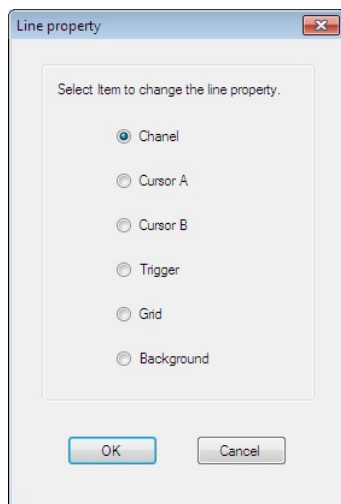 Line property
Select Item to change the line property.
Chanel
Cursor A
Cursor B
Trigger
Grid
Background
OK
Cancel